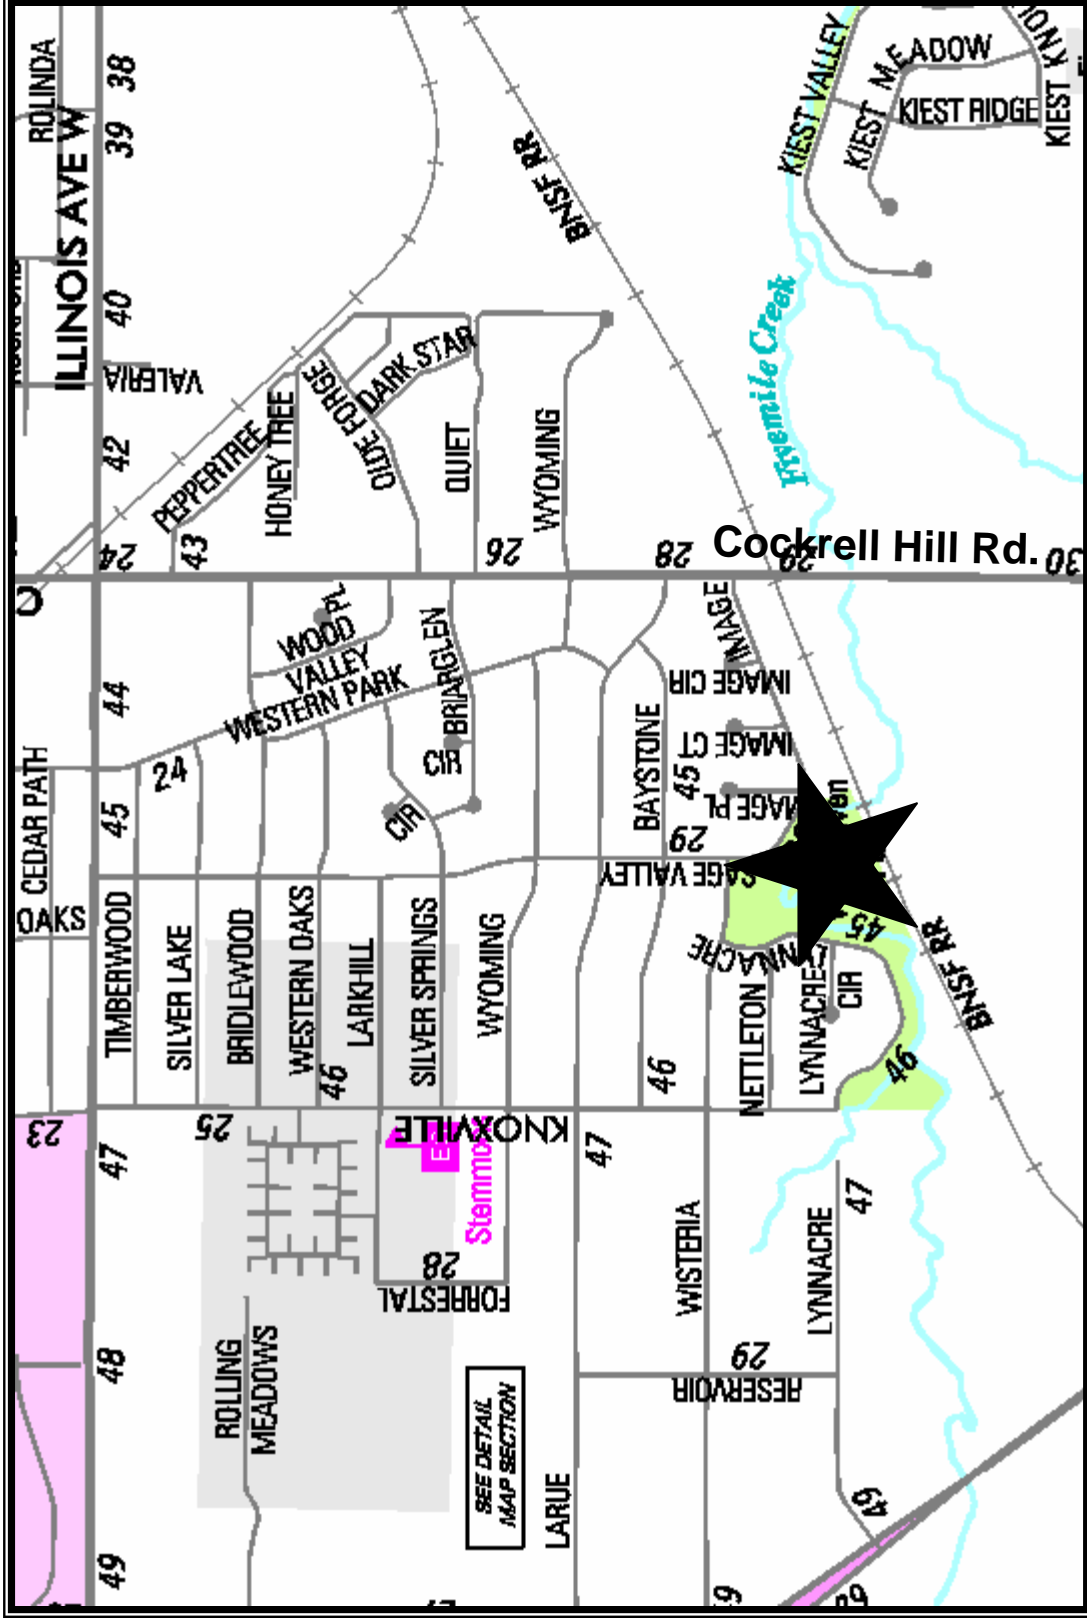 ROLINDA
38
39
ILLINOIS AVE W
40
VALERIA
42
BNSF RR
KIEST VALLEY
KIEST MEADOW
KIEST RIDGE
KIEST KNOLL
Fivemile Creek
DARK STAR
OLDE FORGE
HONEY TREE
PEPPERTREE
QUIET
WYOMING
24
43
26
28
29
30
Cockrell Hill Rd.
WOOD
PL
VALLEY
WESTERN PARK
BRIARGLEN
CIR
CIR
IMAGE
IMAGE CIR
IMAGE CT
IMAGE PL
BAYSTONE
45
29
SAGE VALLEY
44
24
45
CEDAR PATH
OAKS
TIMBERWOOD
SILVER LAKE
BRIDLEWOOD
WESTERN OAKS
46
LARKHILL
SILVER SPRINGS
WYOMING
46
LYNNACRE
NETTLETON
LYNNACRE
CIR
45
46
BNSF RR
23
25
KNOXVILLE
47
47
47
28
FORRESTAL
WISTERIA
LYNNACRE
29
RESERVOIR
48
ROLLING
MEADOWS
SEE DETAIL
MAP SECTION
LARUE
49
49